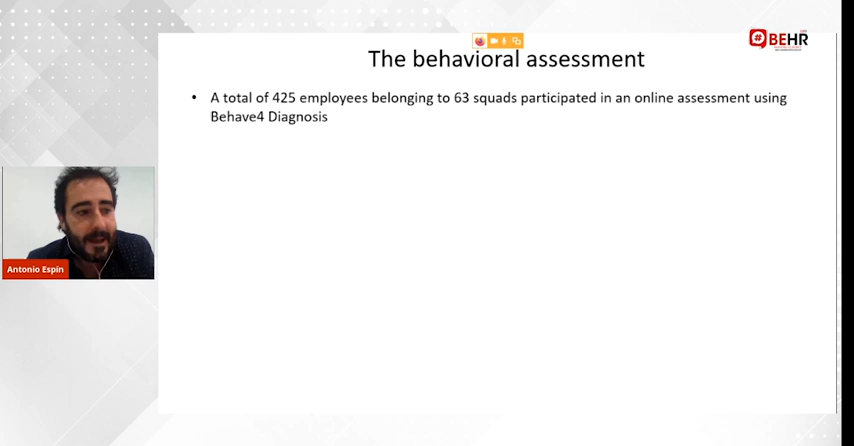 #BEHR
The behavioral assessment
• A total of 425 employees belonging to 63 squads participated in an online assessment using
Behave4 Diagnosis
Antonio Espín